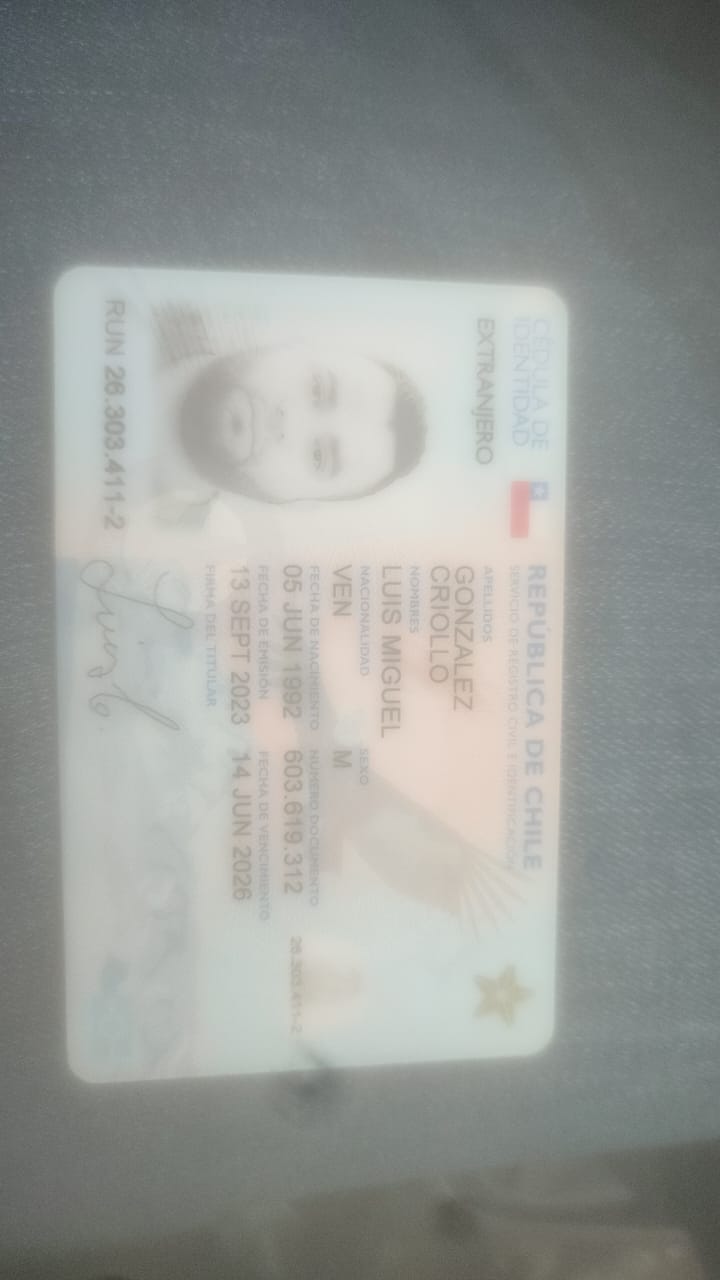 CÉDULA DE
IDENTIDAD
REPÚBLICA DE CHILE
SERVICIO DE REGISTRO CIVIL E IDENTIFICACIÓN
EXTRANJERO
APELLIDOS
GONZALEZ
CRIOLLO
NOMBRES
LUIS MIGUEL
NACIONALIDAD SEXO
VEN M
FECHA DE NACIMIENTO NÚMERO DOCUMENTO
05 JUN 1992 603.619.312
26.303.411-2
FECHA DE EMISIÓN FECHA DE VENCIMIENTO
13 SEPT 2023 14 JUN 2026
FIRMA DEL TITULAR
RUN 26.303.411-2